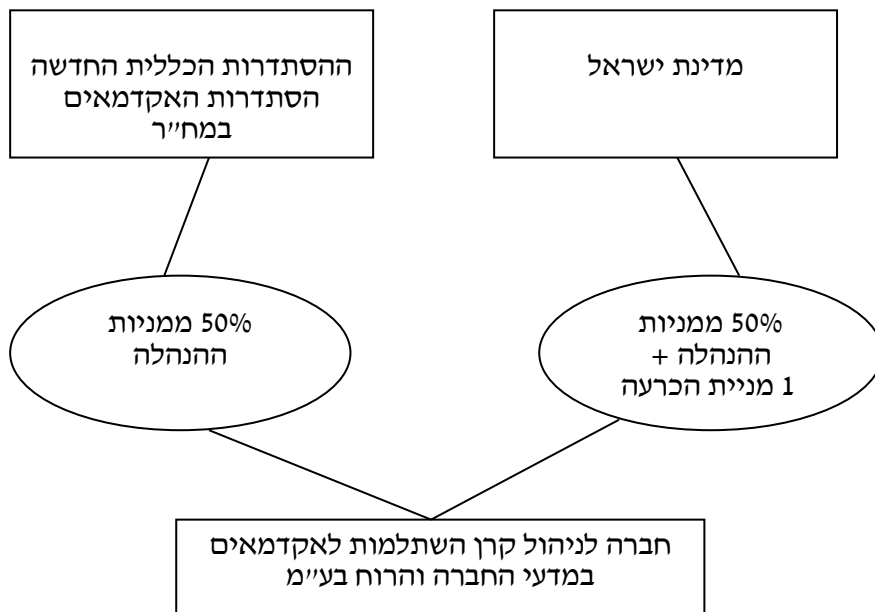 מדינת ישראל
ההסתדרות הכללית החדשה
הסתדרות האקדמאים
במח״ר
50% ממניות
ההנהלה +
1 מניית הכרעה
50% ממניות
ההנהלה
חברה לניהול קרן השתלמות לאקדמאים
במדעי החברה והרוח בע״מ